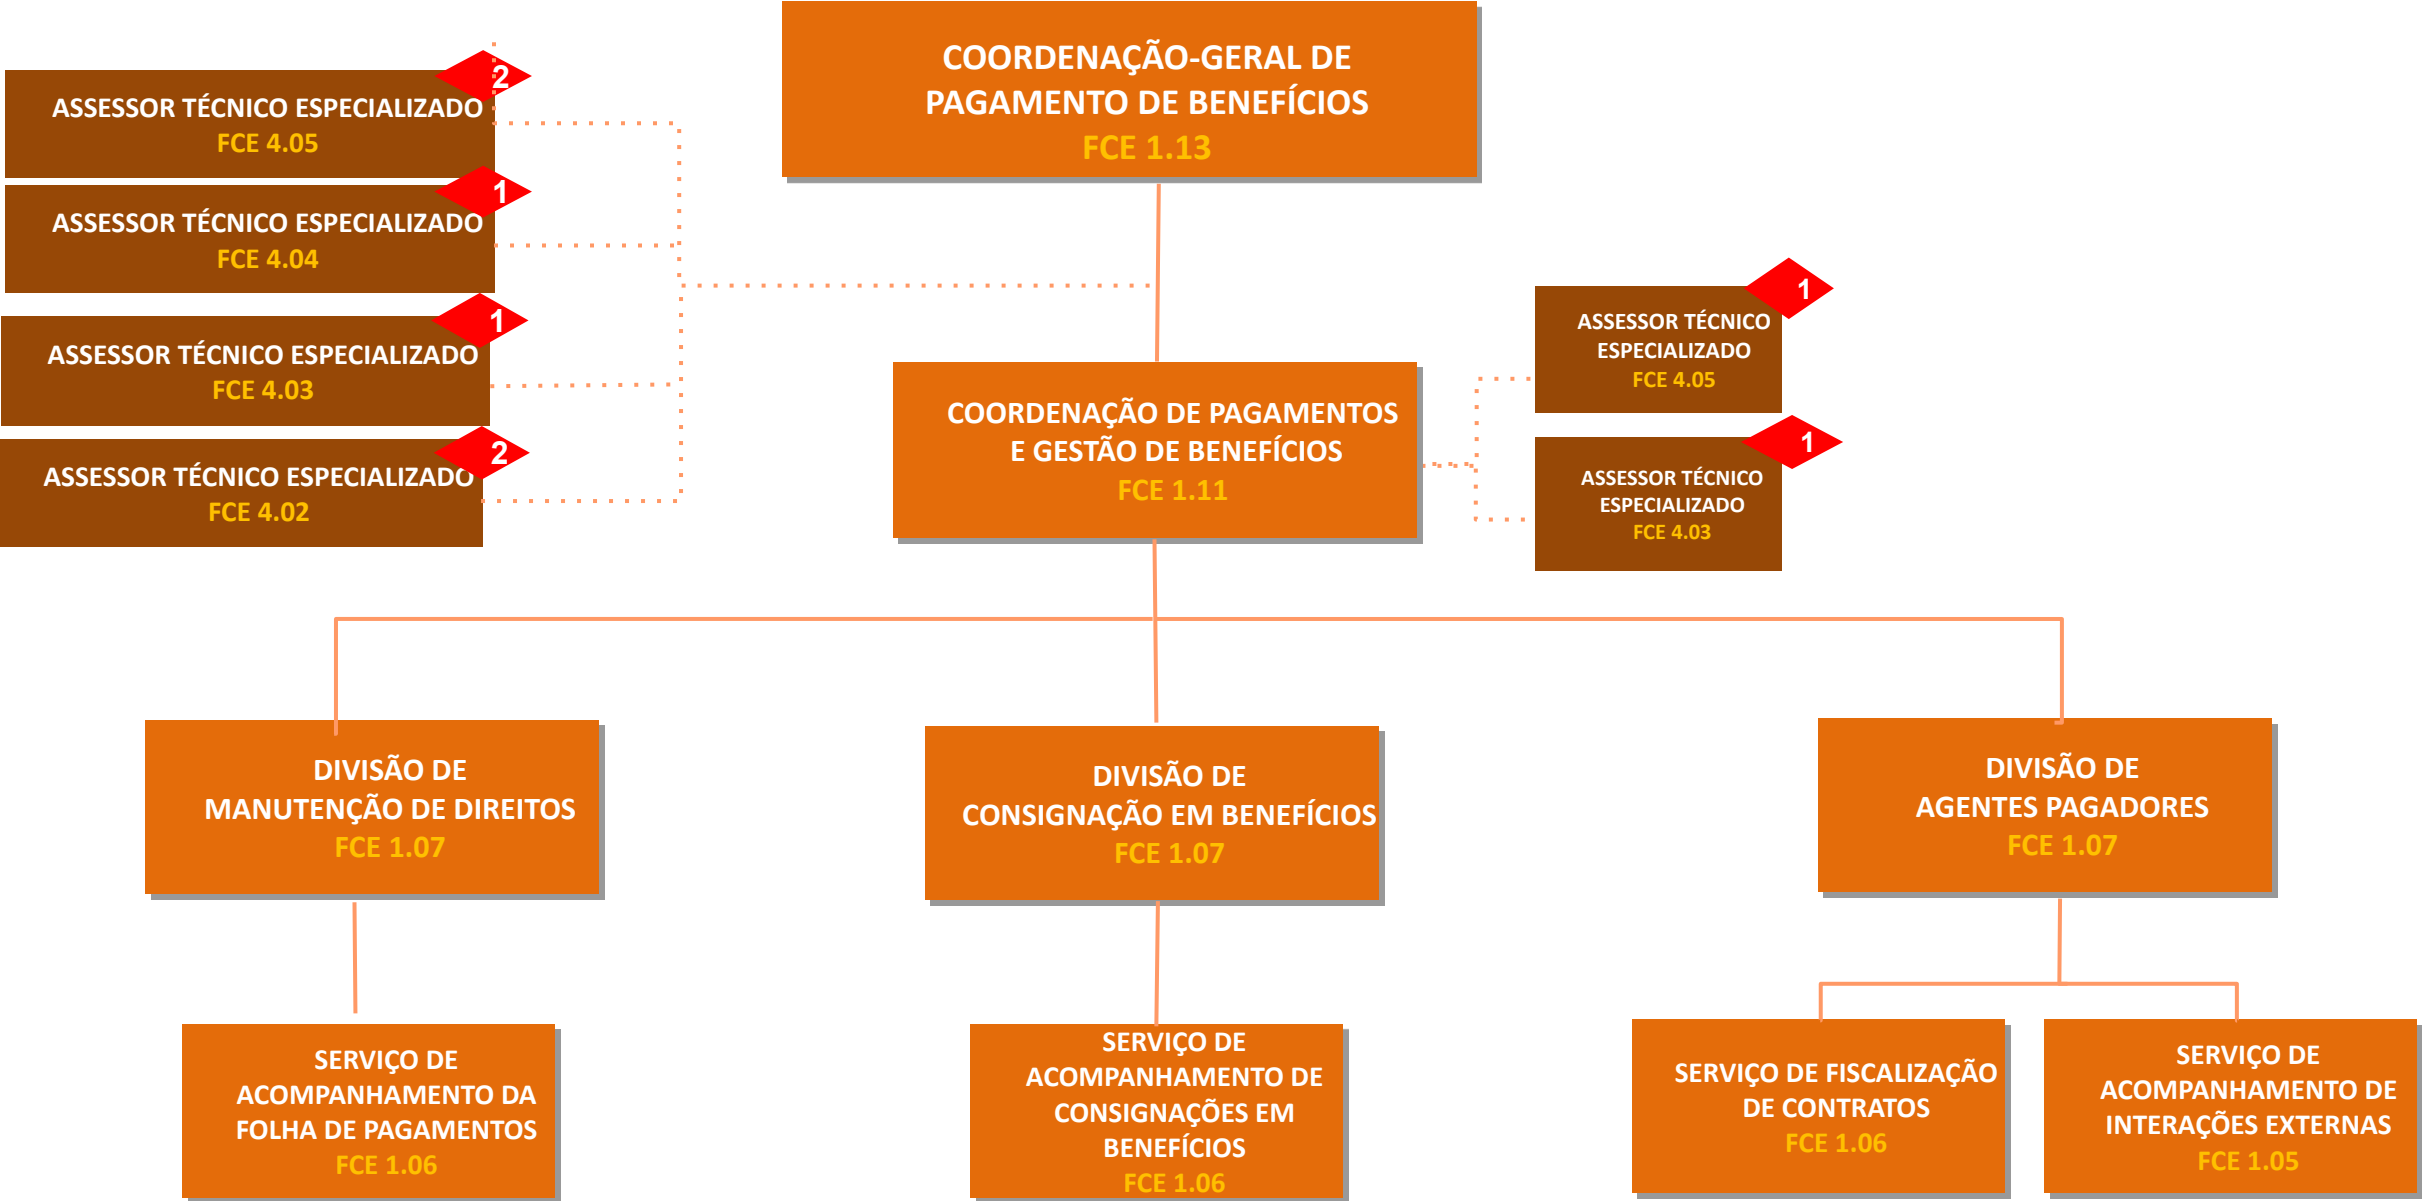 COORDENAÇÃO-GERAL DE
PAGAMENTO DE BENEFÍCIOS
FCE 1.13
2
ASSESSOR TÉCNICO ESPECIALIZADO
FCE 4.05
1
ASSESSOR TÉCNICO ESPECIALIZADO
FCE 4.04
1
ASSESSOR TÉCNICO ESPECIALIZADO
FCE 4.03
2
ASSESSOR TÉCNICO ESPECIALIZADO
FCE 4.02
COORDENAÇÃO DE PAGAMENTOS
E GESTÃO DE BENEFÍCIOS
FCE 1.11
1
ASSESSOR TÉCNICO
ESPECIALIZADO
FCE 4.05
1
ASSESSOR TÉCNICO
ESPECIALIZADO
FCE 4.03
DIVISÃO DE
MANUTENÇÃO DE DIREITOS
FCE 1.07
DIVISÃO DE
CONSIGNAÇÃO EM BENEFÍCIOS
FCE 1.07
DIVISÃO DE
AGENTES PAGADORES
FCE 1.07
SERVIÇO DE
ACOMPANHAMENTO DA
FOLHA DE PAGAMENTOS
FCE 1.06
SERVIÇO DE
ACOMPANHAMENTO DE
CONSIGNAÇÕES EM
BENEFÍCIOS
FCE 1.06
SERVIÇO DE FISCALIZAÇÃO
DE CONTRATOS
FCE 1.06
SERVIÇO DE
ACOMPANHAMENTO DE
INTERAÇÕES EXTERNAS
FCE 1.05